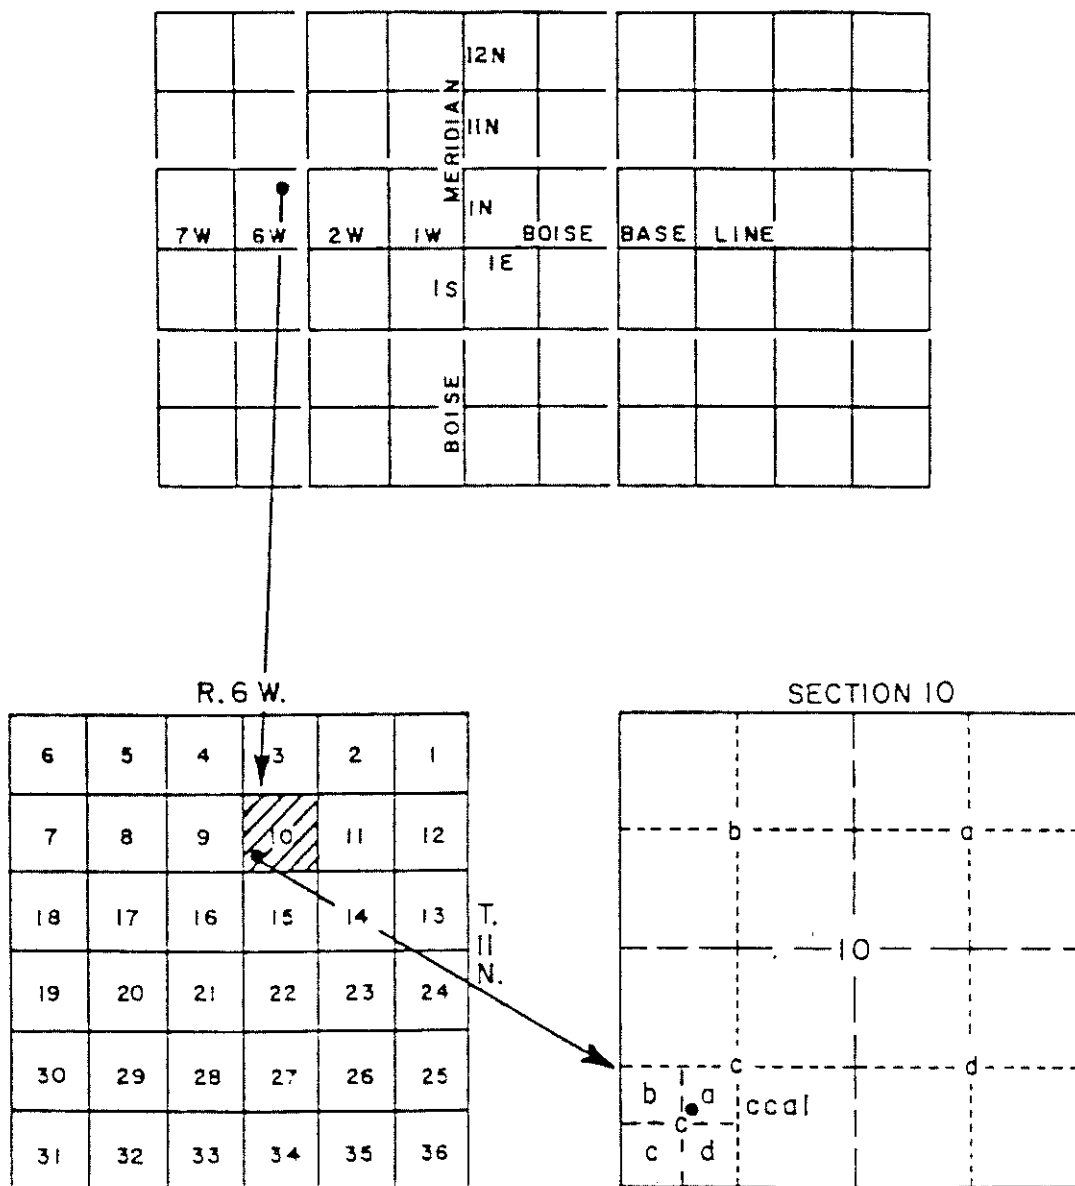 12N
11N
MERIDIAN
1N
7W 6W 2W 1W BOISE BASE LINE
1E
1S
BOISE
R. 6 W.
6 5 4 3 2 1
7 8 9 10 11 12
18 17 16 15 14 13
19 20 21 22 23 24
30 29 28 27 26 25
31 32 33 34 35 36
T.
11
N.
SECTION 10
b a
10
c d
b a
cca1
c
c d